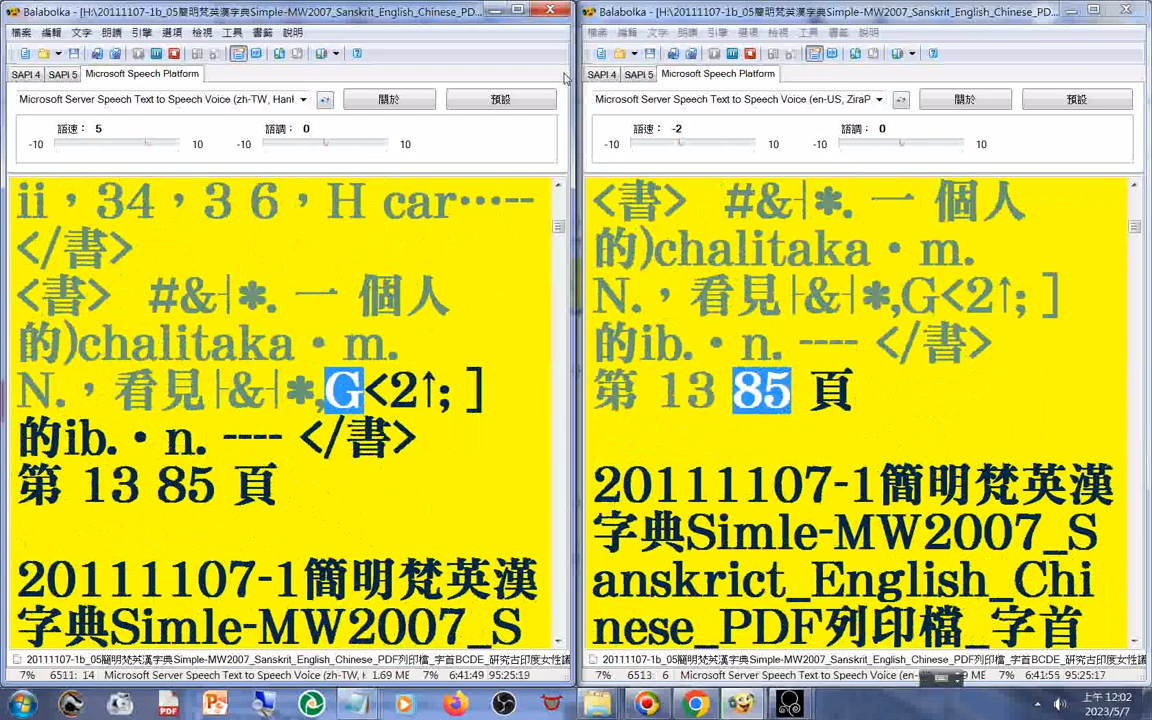 Balabolka - [H:\20111107-1b_05簡明梵英漢字典Simple-MW2007_Sanskrit_English_Chinese_PD...
檔案 編輯 文字 朗讀 引擎 選項 檢視 工具 書籤 說明
SAPI 4 SAPI 5 Microsoft Speech Platform
Microsoft Server Speech Text to Speech Voice (zh-TW, Han 關於 預設
語速： 5 語調： 0
-10 10 -10 10
ii，34，3 6，H car⋯--
</書>
<書> #&┤✱. 一 個人
的)chalitaka‧m.
N.，看見├&┤✱,G<2↑; ]
的ib.‧n. ---- </書>
第 13 85 頁
20111107-1簡明梵英漢
字典Simle-MW2007_S
20111107-1b_05簡明梵英漢字典Simple-MW2007_Sanskrit_English_Chinese_PDF列印檔_字首BCDE_研究古印度女性議
7% 6511: 14 Microsoft Server Speech Text to Speech Voice (zh-TW, 1.69 MB 7% 6:41:49 95:25:19
Balabolka - [H:\20111107-1b_05簡明梵英漢字典Simple-MW2007_Sanskrit_English_Chinese_PD...
檔案 編輯 文字 朗讀 引擎 選項 檢視 工具 書籤 說明
SAPI 4 SAPI 5 Microsoft Speech Platform
Microsoft Server Speech Text to Speech Voice (en-US, ZiraP 關於 預設
語速： -2 語調： 0
-10 10 -10 10
<書> #&┤✱. 一 個人
的)chalitaka‧m.
N.，看見├&┤✱,G<2↑; ]
的ib.‧n. ---- </書>
第 13 85 頁
20111107-1簡明梵英漢
字典Simle-MW2007_S
anskrict_English_Chi
nese_PDF列印檔_字首
20111107-1b_05簡明梵英漢字典Simple-MW2007_Sanskrit_English_Chinese_PDF列印檔_字首BCDE_研究古印度女性議
7% 6513: 6 Microsoft Server Speech Text to Speech Voice (en-US, ME 7% 6:41:55 95:25:17
上午 12:02
2023/5/7